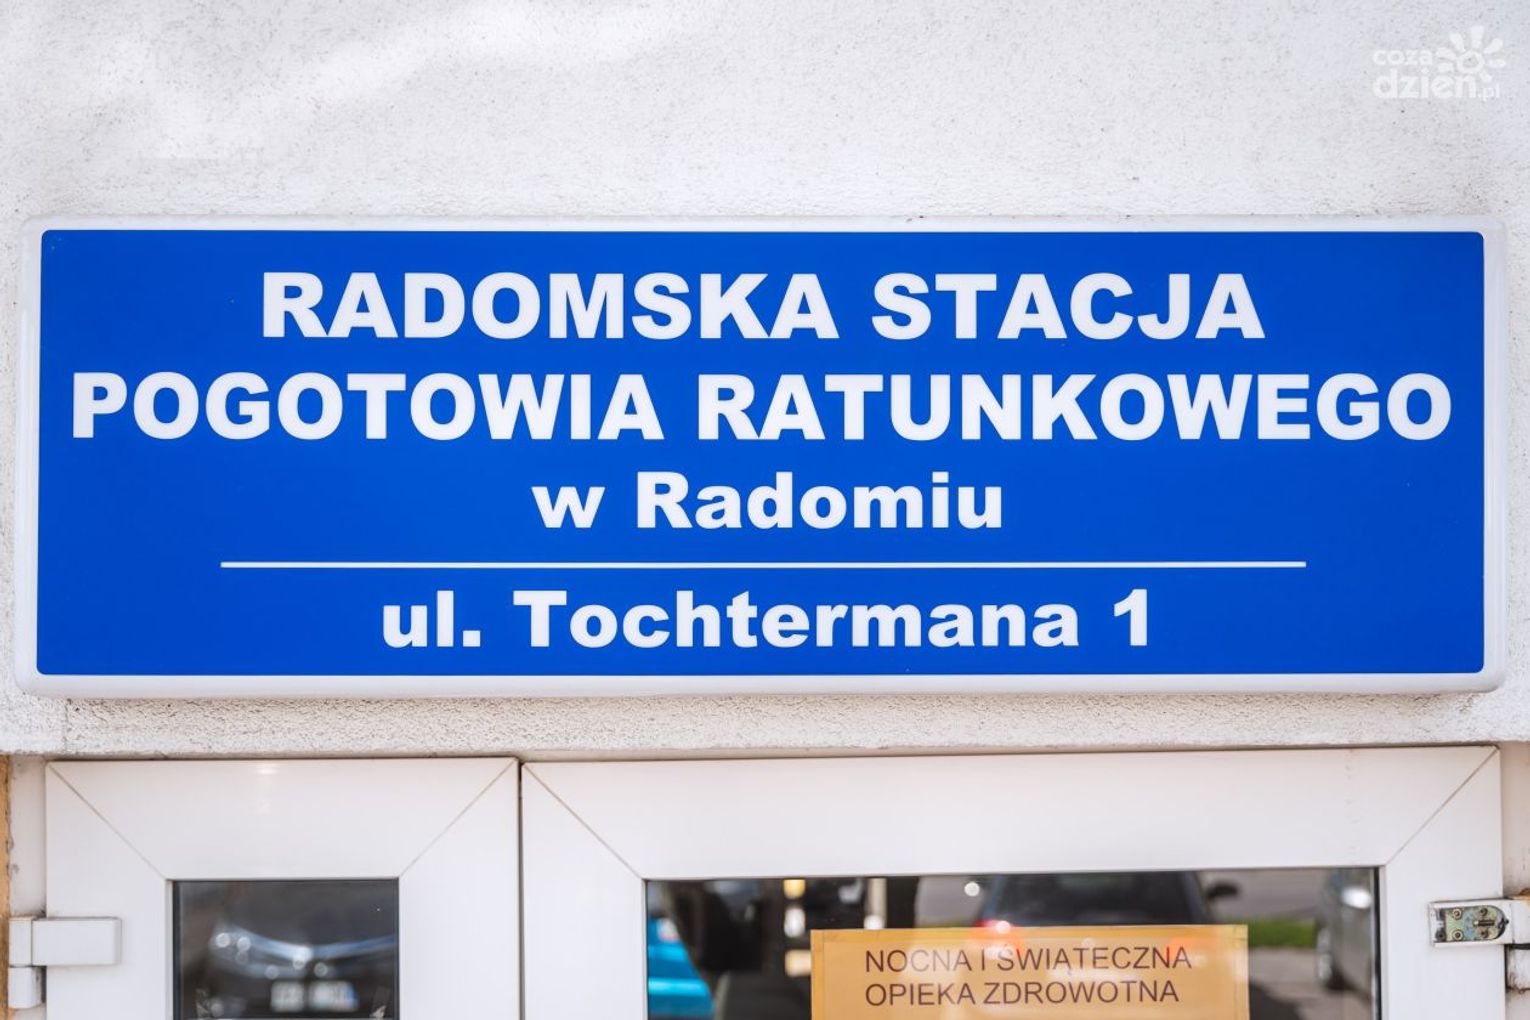 coza
dzien.pl
RADOMSKA STACJA
POGOTOWIA RATUNKOWEGO
w Radomiu
ul. Tochtermana 1
NOCNA I ŚWIĄTECZNA
OPIEKA ZDROWOTNA